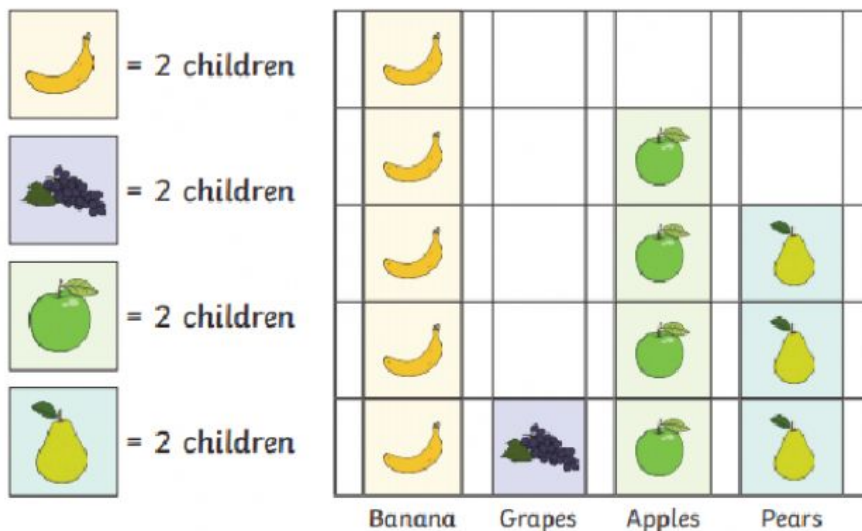 = 2 children
= 2 children
= 2 children
= 2 children
Banana Grapes Apples Pears